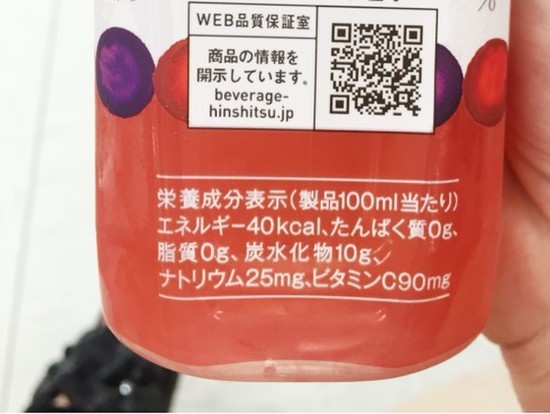 %
WEB品質保証室
商品の情報を
開示しています。
beverage-
hinshitsu.jp
栄養成分表示(製品100ml当たり)
エネルギー40kcal、たんぱく質0g、
脂質0g、炭水化物10g、
ナトリウム25mg、ビタミンC90mg